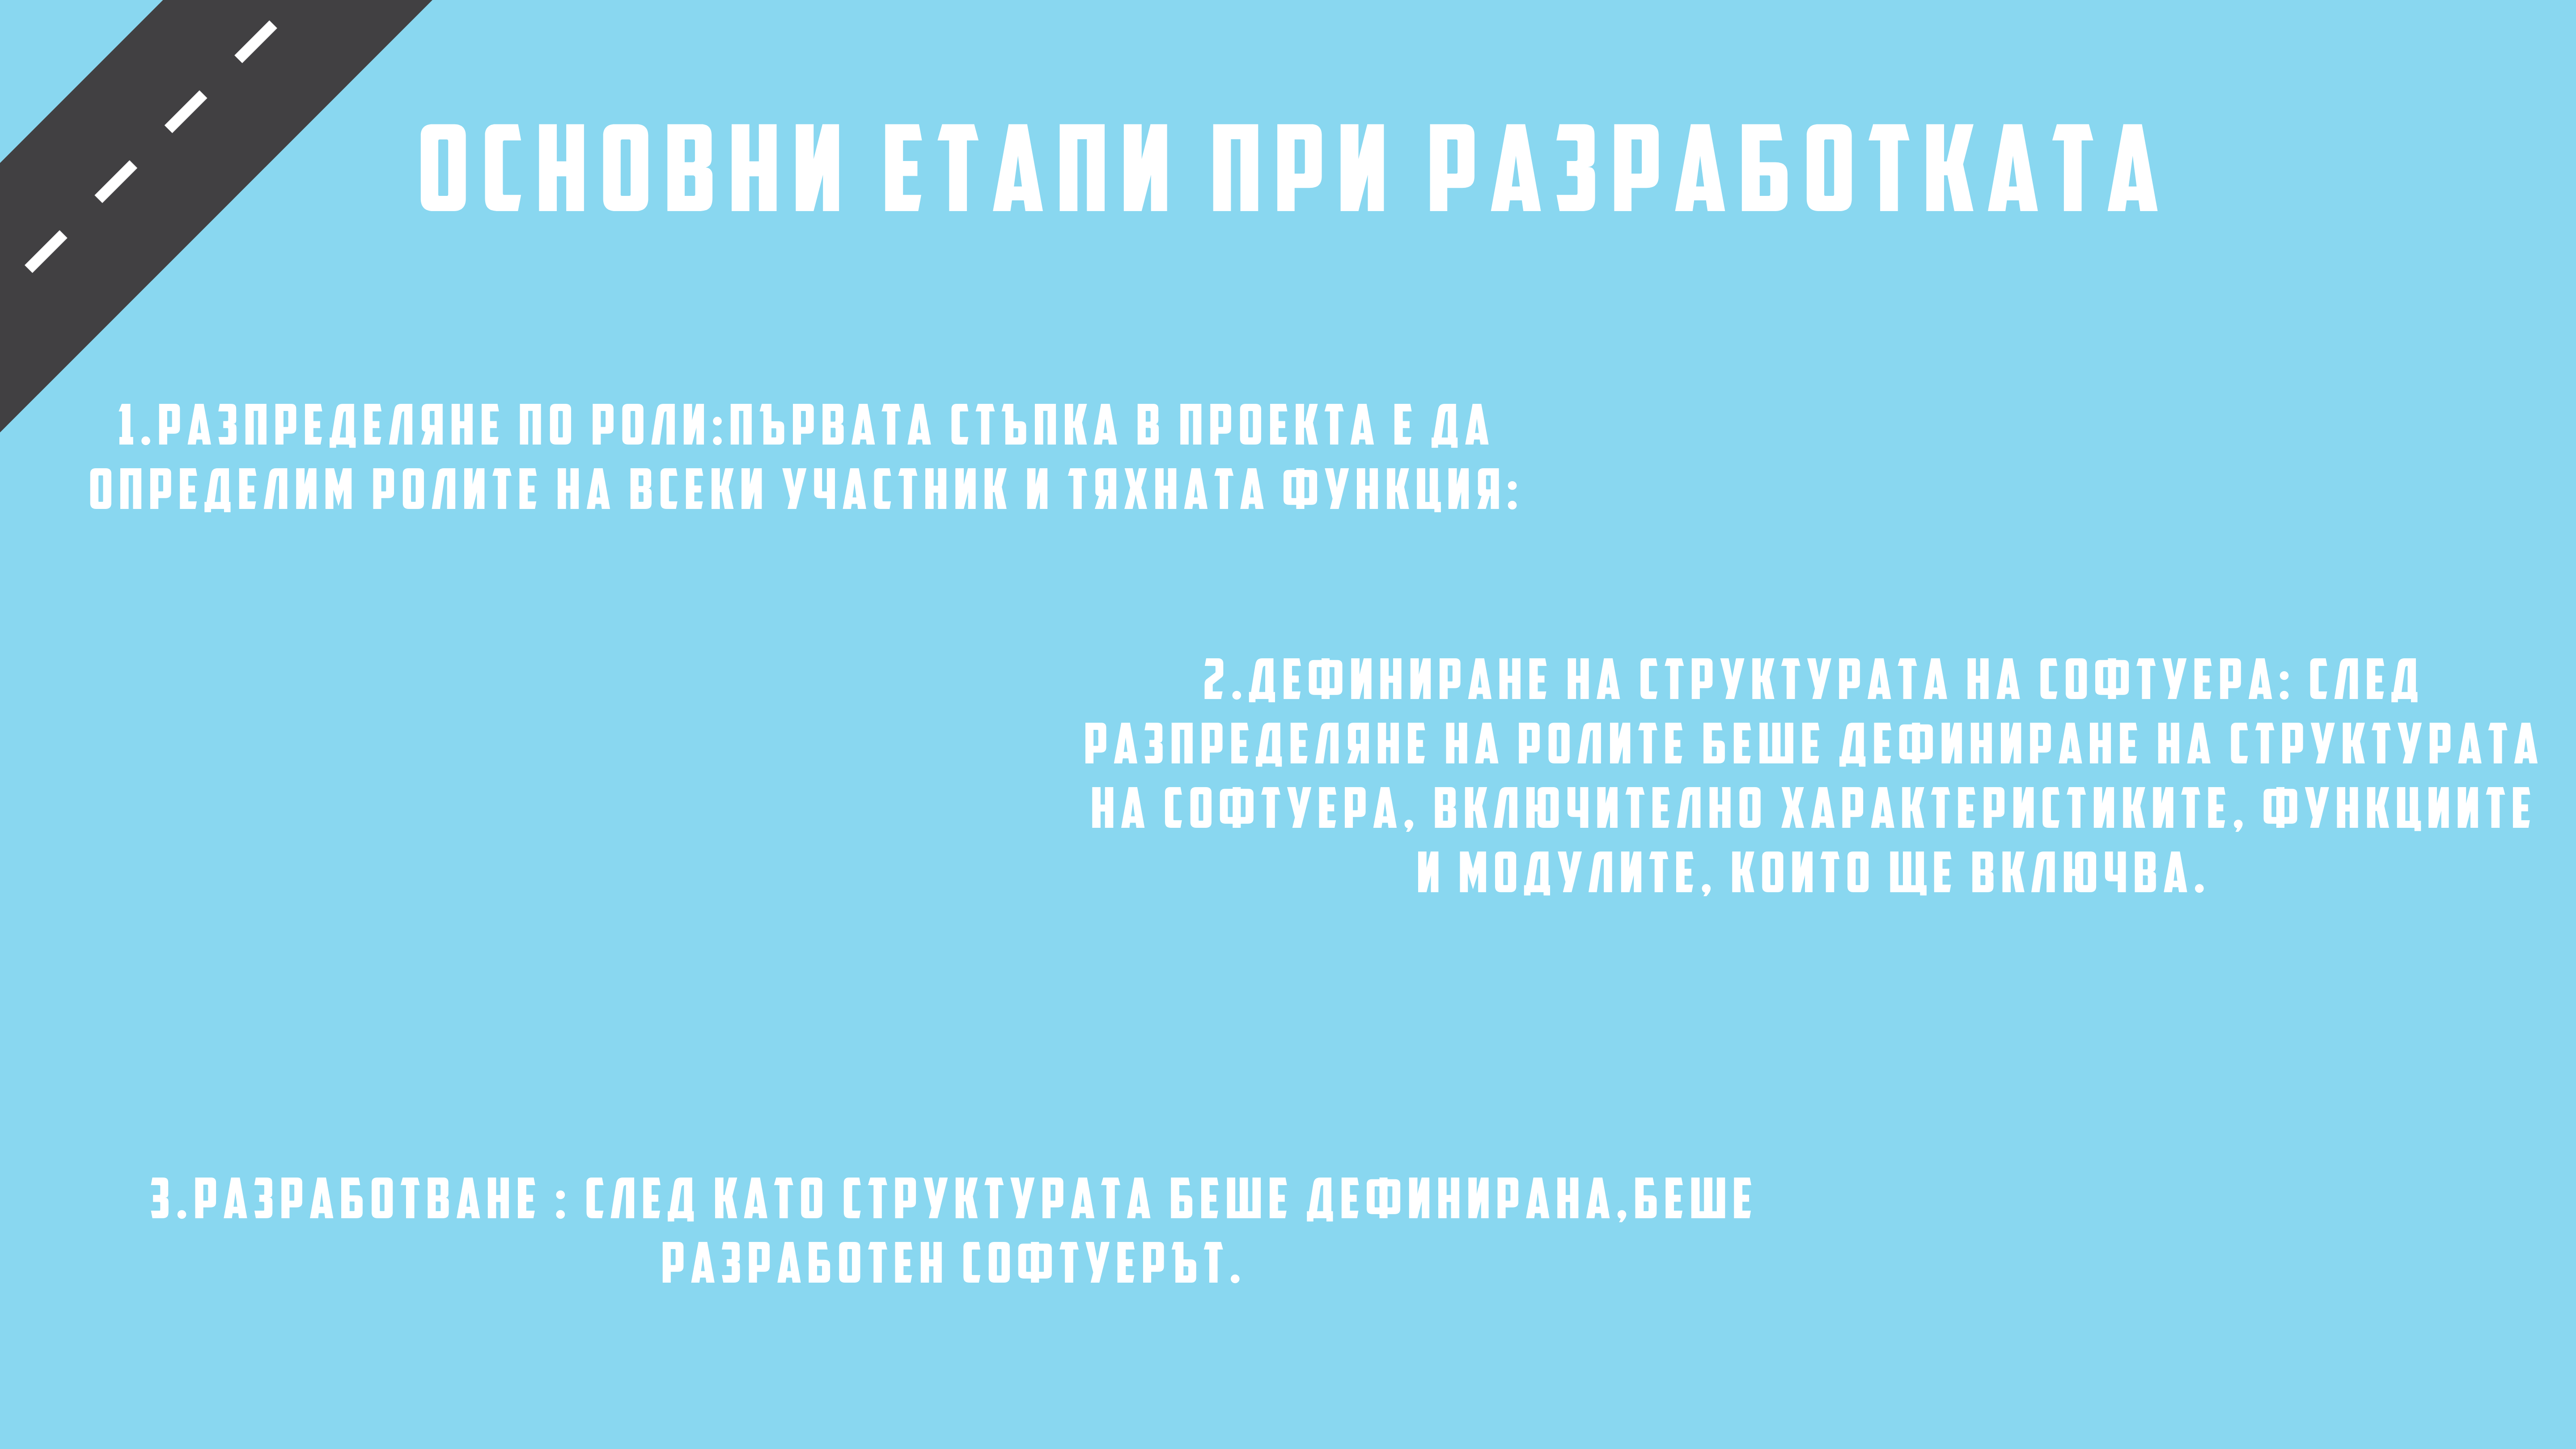 ОСНОВНИ ЕТАПИ ПРИ РАЗРАБОТКАТА
1.РАЗПРЕДЕЛЯНЕ ПО РОЛИ:ПЪРВАТА СТЪПКА В ПРОЕКТА Е ДА
ОПРЕДЕЛИМ РОЛИТЕ НА ВСЕКИ УЧАСТНИК И ТЯХНАТА ФУНКЦИЯ:
2.ДЕФИНИРАНЕ НА СТРУКТУРАТА НА СОФТУЕРА: СЛЕД
РАЗПРЕДЕЛЯНЕ НА РОЛИТЕ БЕШЕ ДЕФИНИРАНЕ НА СТРУКТУРАТА
НА СОФТУЕРА, ВКЛЮЧИТЕЛНО ХАРАКТЕРИСТИКИТЕ, ФУНКЦИИТЕ
И МОДУЛИТЕ, КОИТО ЩЕ ВКЛЮЧВА.
3.РАЗРАБОТВАНЕ : СЛЕД КАТО СТРУКТУРАТА БЕШЕ ДЕФИНИРАНА,БЕШЕ
РАЗРАБОТЕН СОФТУЕРЪТ.